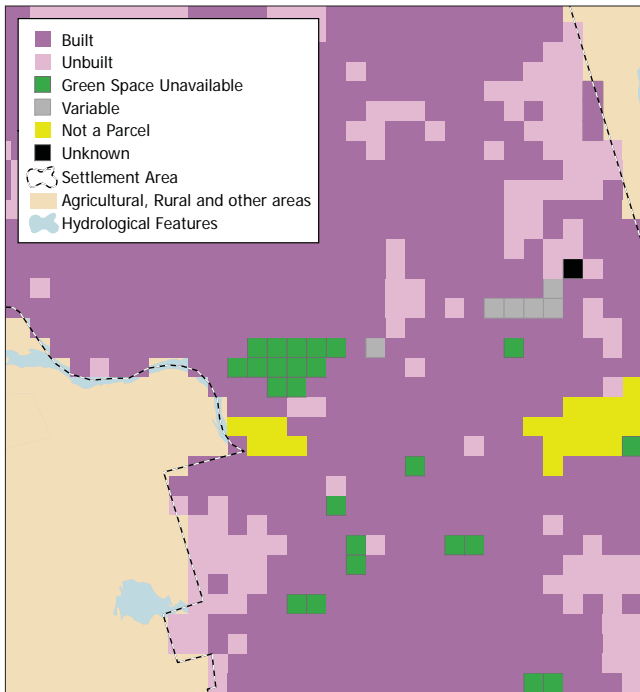 Built
Unbuilt
Green Space Unavailable
Variable
Not a Parcel
Unknown
Settlement Area
Agricultural, Rural and other areas
Hydrological Features